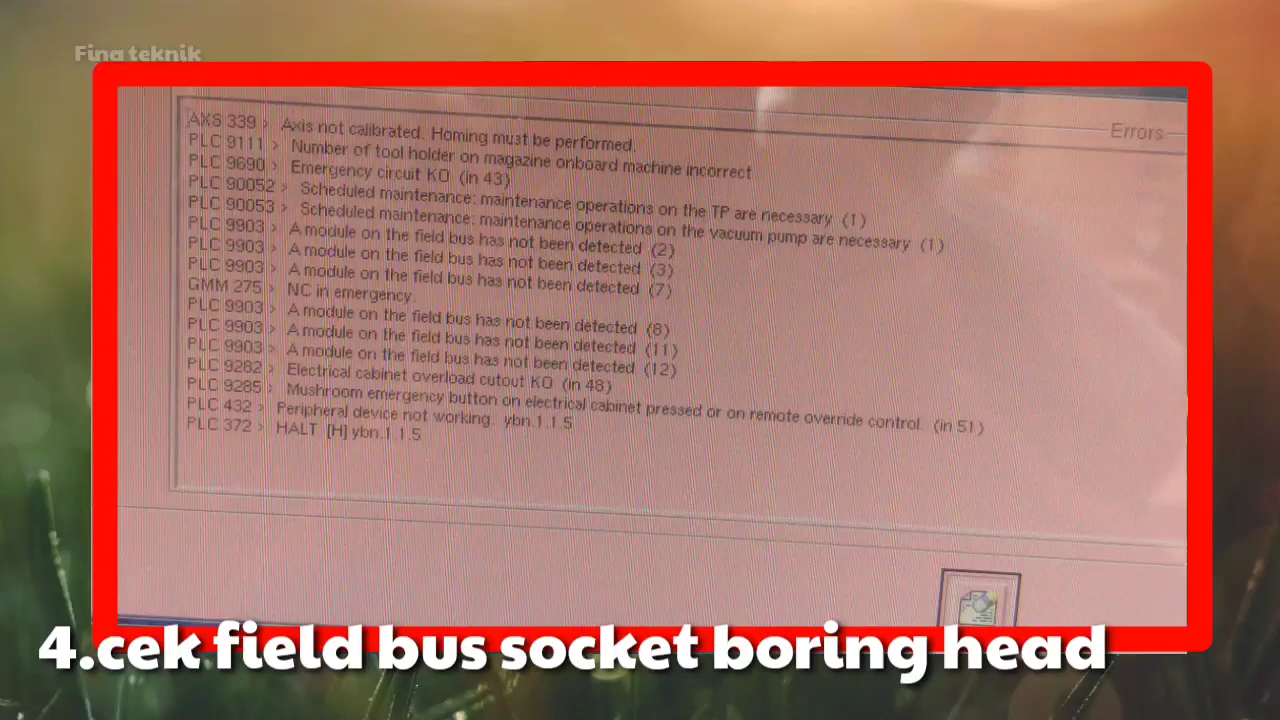 Fina teknik
Errors
AXS 339 > Axis not calibrated. Homing must be performed.
PLC 9111 > Number of tool holder on magazine onboard machine incorrect
PLC 9690 > Emergency circuit KO (in 43)
PLC 90052 > Scheduled maintenance: maintenance operations on the TP are necessary (1)
PLC 90053 > Scheduled maintenance: maintenance operations on the vacuum pump are necessary (1)
PLC 9903 > A module on the field bus has not been detected (2)
PLC 9903 > A module on the field bus has not been detected (3)
PLC 9903 > A module on the field bus has not been detected (7)
GMM 275 > NC in emergency.
PLC 9903 > A module on the field bus has not been detected (8)
PLC 9903 > A module on the field bus has not been detected (11)
PLC 9903 > A module on the field bus has not been detected (12)
PLC 9282 > Electrical cabinet overload cutout KO (in 48)
PLC 9285 > Mushroom emergency button on electrical cabinet pressed or on remote override control. (in 51)
PLC 432 > Peripheral device not working. ybn.1.1.5
PLC 372 > HALT [H] ybn.1.1.5
4.cek field bus socket boring head